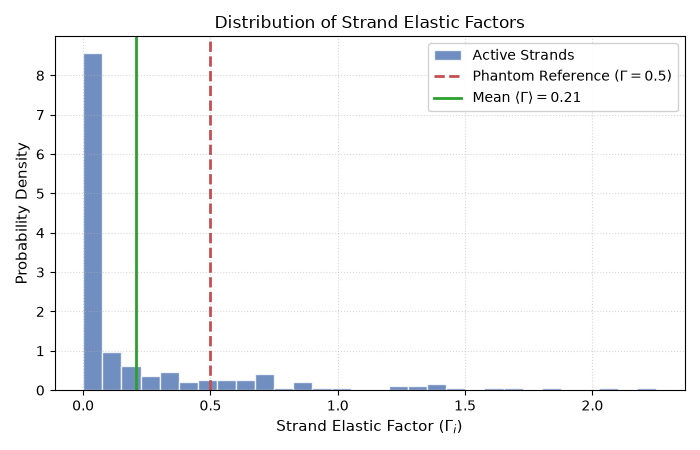 Distribution of Strand Elastic Factors
Active Strands
Phantom Reference (Γ = 0.5)
Mean ⟨Γ⟩ = 0.21
Probability Density
8
7
6
5
4
3
2
1
0
0.0 0.5 1.0 1.5 2.0
Strand Elastic Factor (Γᵢ)